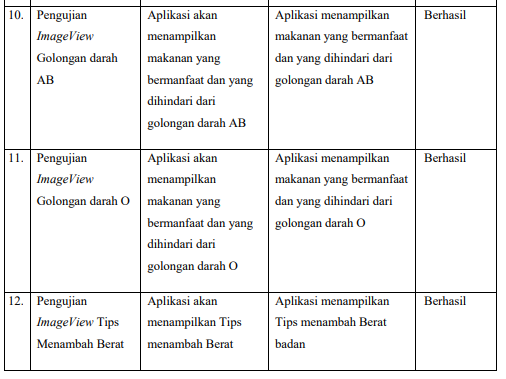 10. Pengujian ImageView Golongan darah AB | Aplikasi akan menampilkan makanan yang bermanfaat dan yang dihindari dari golongan darah AB | Aplikasi menampilkan makanan yang bermanfaat dan yang dihindari dari golongan darah AB | Berhasil
11. Pengujian ImageView Golongan darah O | Aplikasi akan menampilkan makanan yang bermanfaat dan yang dihindari dari golongan darah O | Aplikasi menampilkan makanan yang bermanfaat dan yang dihindari dari golongan darah O | Berhasil
12. Pengujian ImageView Tips Menambah Berat | Aplikasi akan menampilkan Tips menambah Berat | Aplikasi menampilkan Tips menambah Berat badan | Berhasil